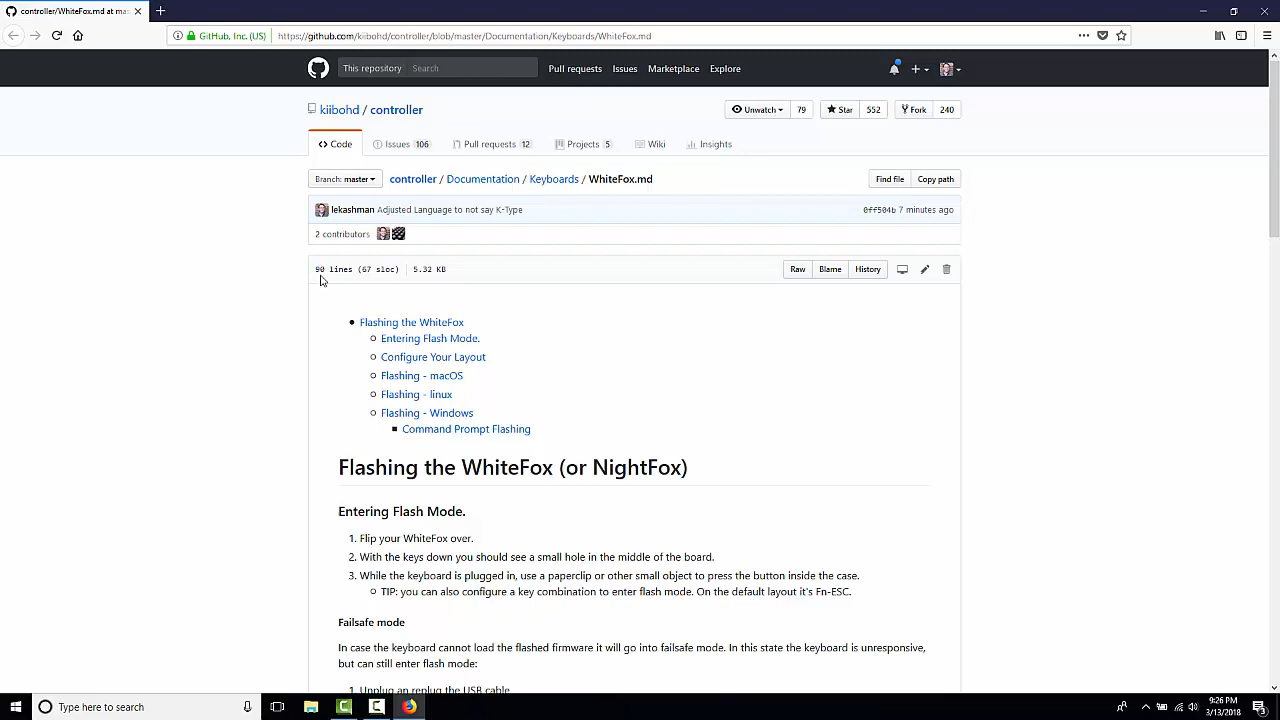 controller/WhiteFox.md at mas
GitHub, Inc. (US)
https://github.com/kiibohd/controller/blob/master/Documentation/Keyboards/WhiteFox.md
This repository
Search
Pull requests
Issues
Marketplace
Explore
kiibohd / controller
Unwatch
79
Star
552
Fork
240
Code
Issues 106
Pull requests 12
Projects 5
Wiki
Insights
Branch: master
controller / Documentation / Keyboards / WhiteFox.md
Find file
Copy path
lekashman Adjusted Language to not say K-Type
0ff504b 7 minutes ago
2 contributors
90 lines (67 sloc)
5.32 KB
Raw
Blame
History
Flashing the WhiteFox
Entering Flash Mode.
Configure Your Layout
Flashing - macOS
Flashing - linux
Flashing - Windows
Command Prompt Flashing
Flashing the WhiteFox (or NightFox)
Entering Flash Mode.
1. Flip your WhiteFox over.
2. With the keys down you should see a small hole in the middle of the board.
3. While the keyboard is plugged in, use a paperclip or other small object to press the button inside the case.
TIP: you can also configure a key combination to enter flash mode. On the default layout it's Fn-ESC.
Failsafe mode
In case the keyboard cannot load the flashed firmware it will go into failsafe mode. In this state the keyboard is unresponsive,
but can still enter flash mode:
1. Unplug an replug the USB cable
Type here to search
9:26 PM
3/13/2018